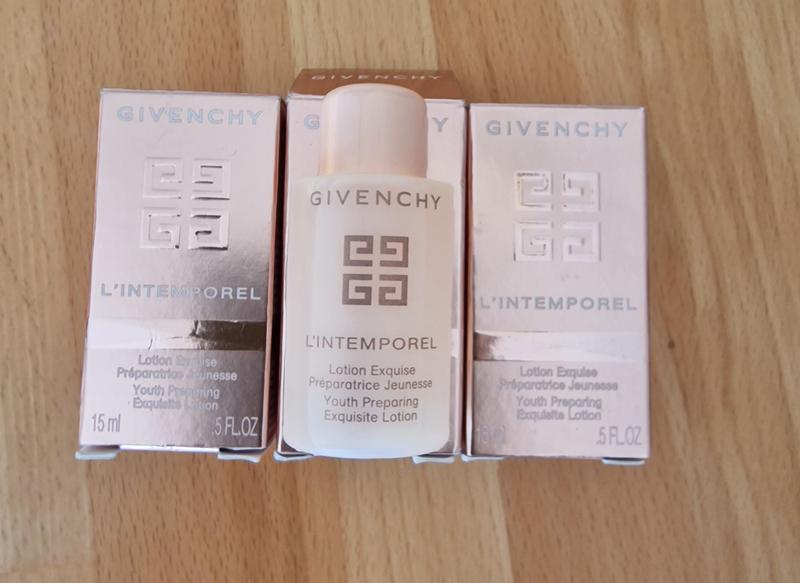 GIVENCHY
L'INTEMPOREL
Lotion Exquise
Préparatrice Jeunesse
Youth Preparing
Exquisite Lotion
15 ml .5 FL.OZ
GIVENCHY
G Y
GIVENCHY
L'INTEMPOREL
Lotion Exquise
Préparatrice Jeunesse
Youth Preparing
Exquisite Lotion
GIVENCHY
L'INTEMPOREL
Lotion Exquise
Préparatrice Jeunesse
Youth Preparing
Exquisite Lotion
15 ml .5 FL.OZ